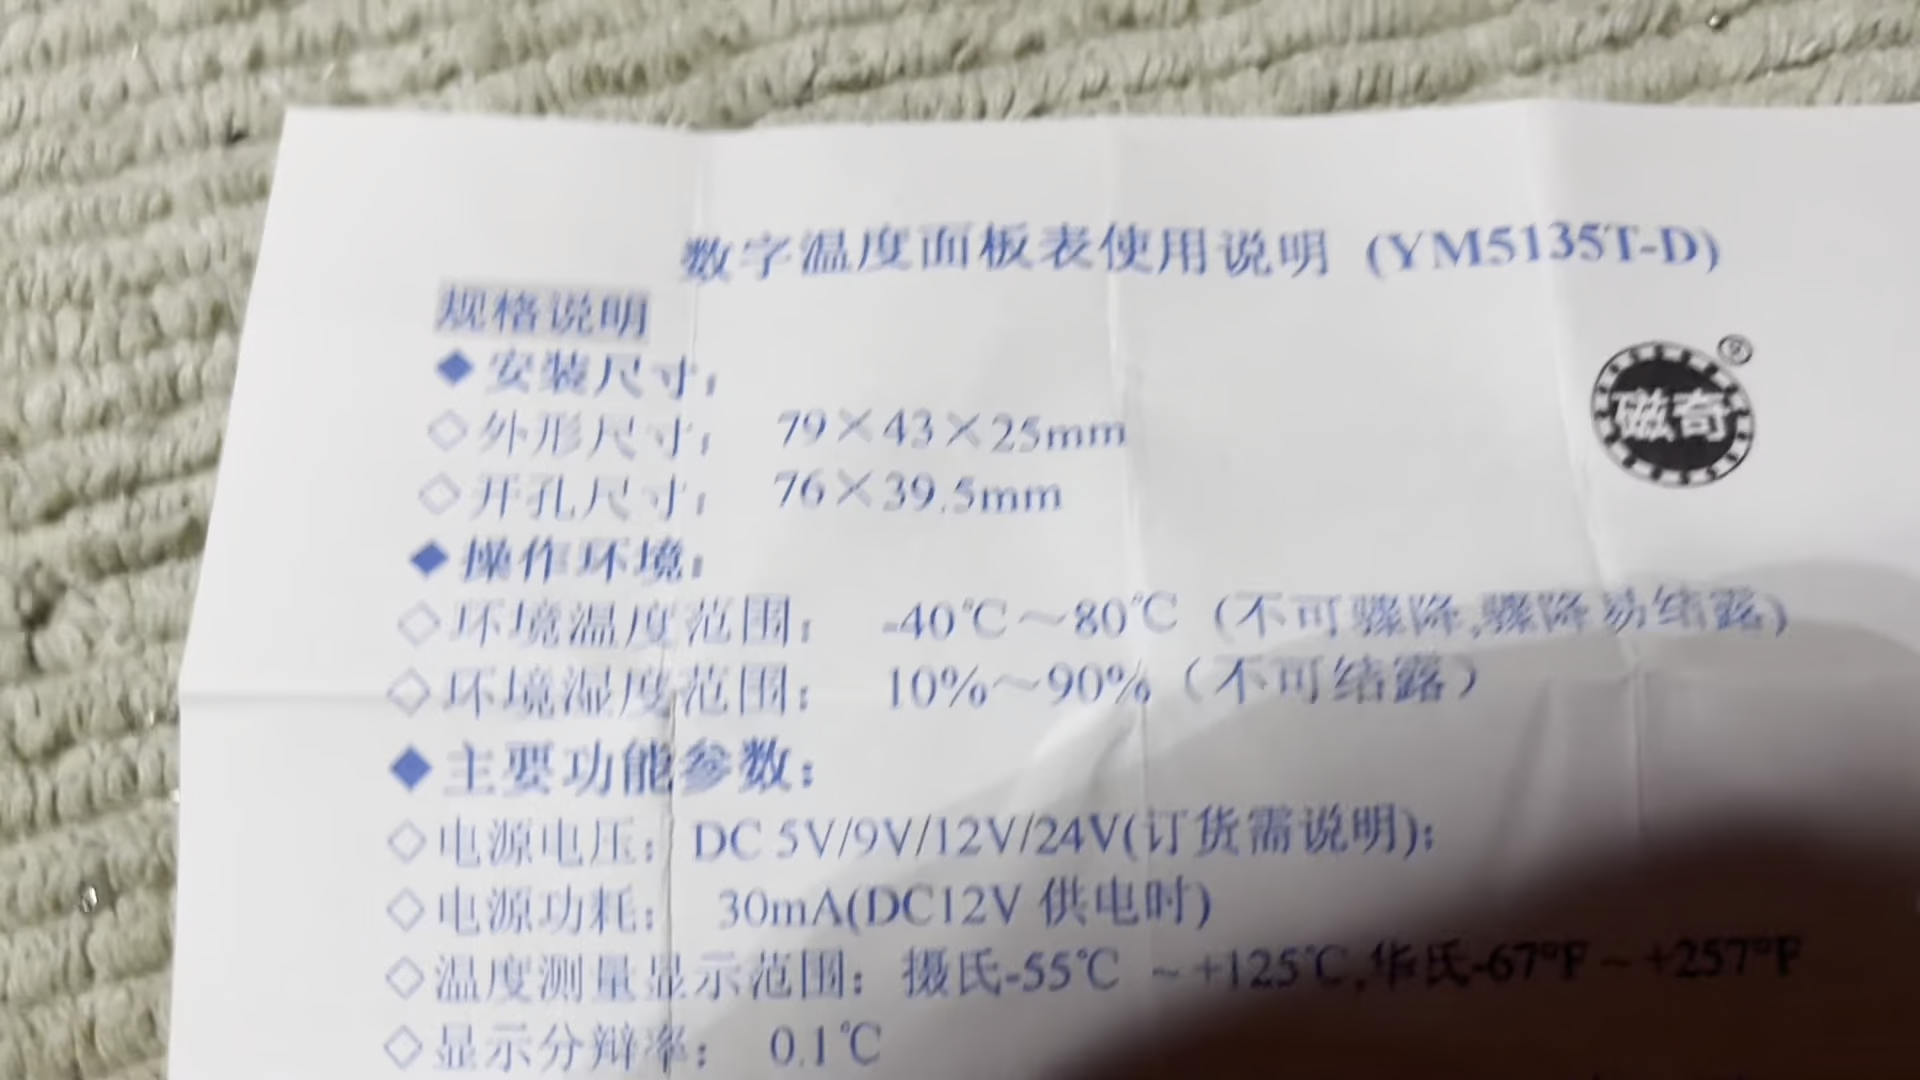 数字温度面板表使用说明 (YM5135T-D)
规格说明
◆安装尺寸:
◇外形尺寸: 79×43×25mm
◇开孔尺寸: 76×39.5mm
磁奇®
◆操作环境:
◇环境温度范围: -40℃~80℃ (不可骤降,骤降易结露)
◇环境湿度范围: 10%~90%(不可结露)
◆主要功能参数:
◇电源电压: DC 5V/9V/12V/24V(订货需说明);
◇电源功耗: 30mA(DC12V 供电时)
◇温度测量显示范围: 摄氏-55℃ ~+125℃,华氏-67°F~+257°F
◇显示分辩率: 0.1℃